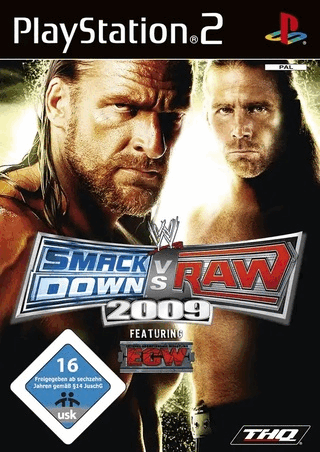 PlayStation®2
PAL
W
SMACK
DOWN
VS
RAW
2009
FEATURING
ECW
16
Freigegeben ab sechzehn
Jahren gemäß §14 JuSchG
usk
THQ